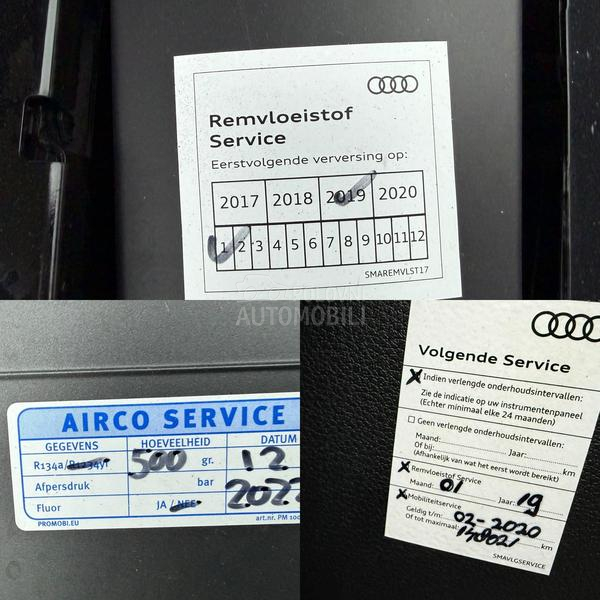 Remvloeistof
Service
Eerstvolgende verversing op:
2017 2018 2019 2020
1 2 3 4 5 6 7 8 9 10 11 12
SMAREMVLST17
AUTOMOBILI
AIRCO SERVICE
GEGEVENS HOEVEELHEID DATUM
R134a/R1234yf 500 gr. 12
Afpersdruk bar 2022
Fluor JA / NEE
PROMOBI.EU art.nr. PM
Volgende Service
Indien verlengde onderhoudsintervallen:
Zie de indicatie op uw instrumentenpaneel
(Echter minimaal elke 24 maanden)
Geen verlengde onderhoudsintervallen:
Maand: Jaar:
Of bij: km
(Afhankelijk van wat het eerst wordt bereikt)
Remvloeistof Service
Maand: 01 Jaar: 19
Mobiliteitservice
Geldig t/m: 02-2020
Of tot maximaal: km
SMAVLGSERVICE